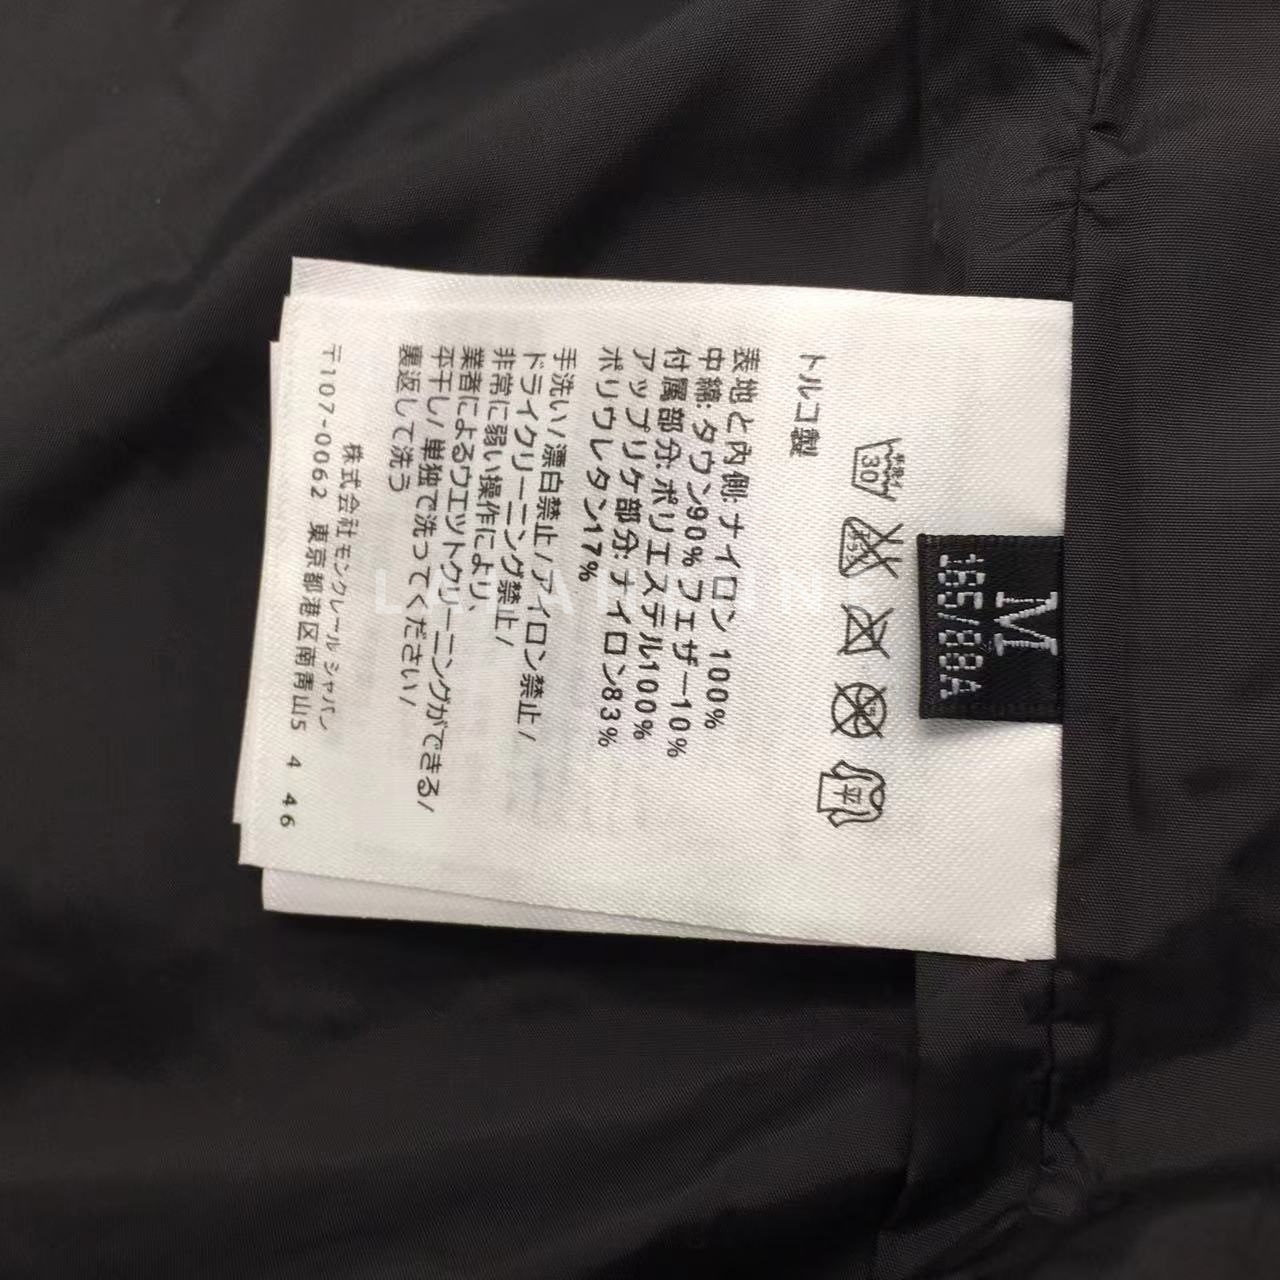 M
165/88A
30
トルコ製
表地と内側:ナイロン 100%
中綿:タウン90% フェザー10%
付属部分:ポリエステル100%
アップリケ部分:ナイロン83%
ポリウレタン17%
手洗い/漂白禁止/アイロン禁止/
ドライクリーニング禁止/
非常に弱い操作により、
業者によるウエットクリーニングができる/
平干し/ 単独で洗ってください/
裏返して洗う
株式会社モンクレール ジャパン
〒107-0062 東京都港区南青山5 4 46